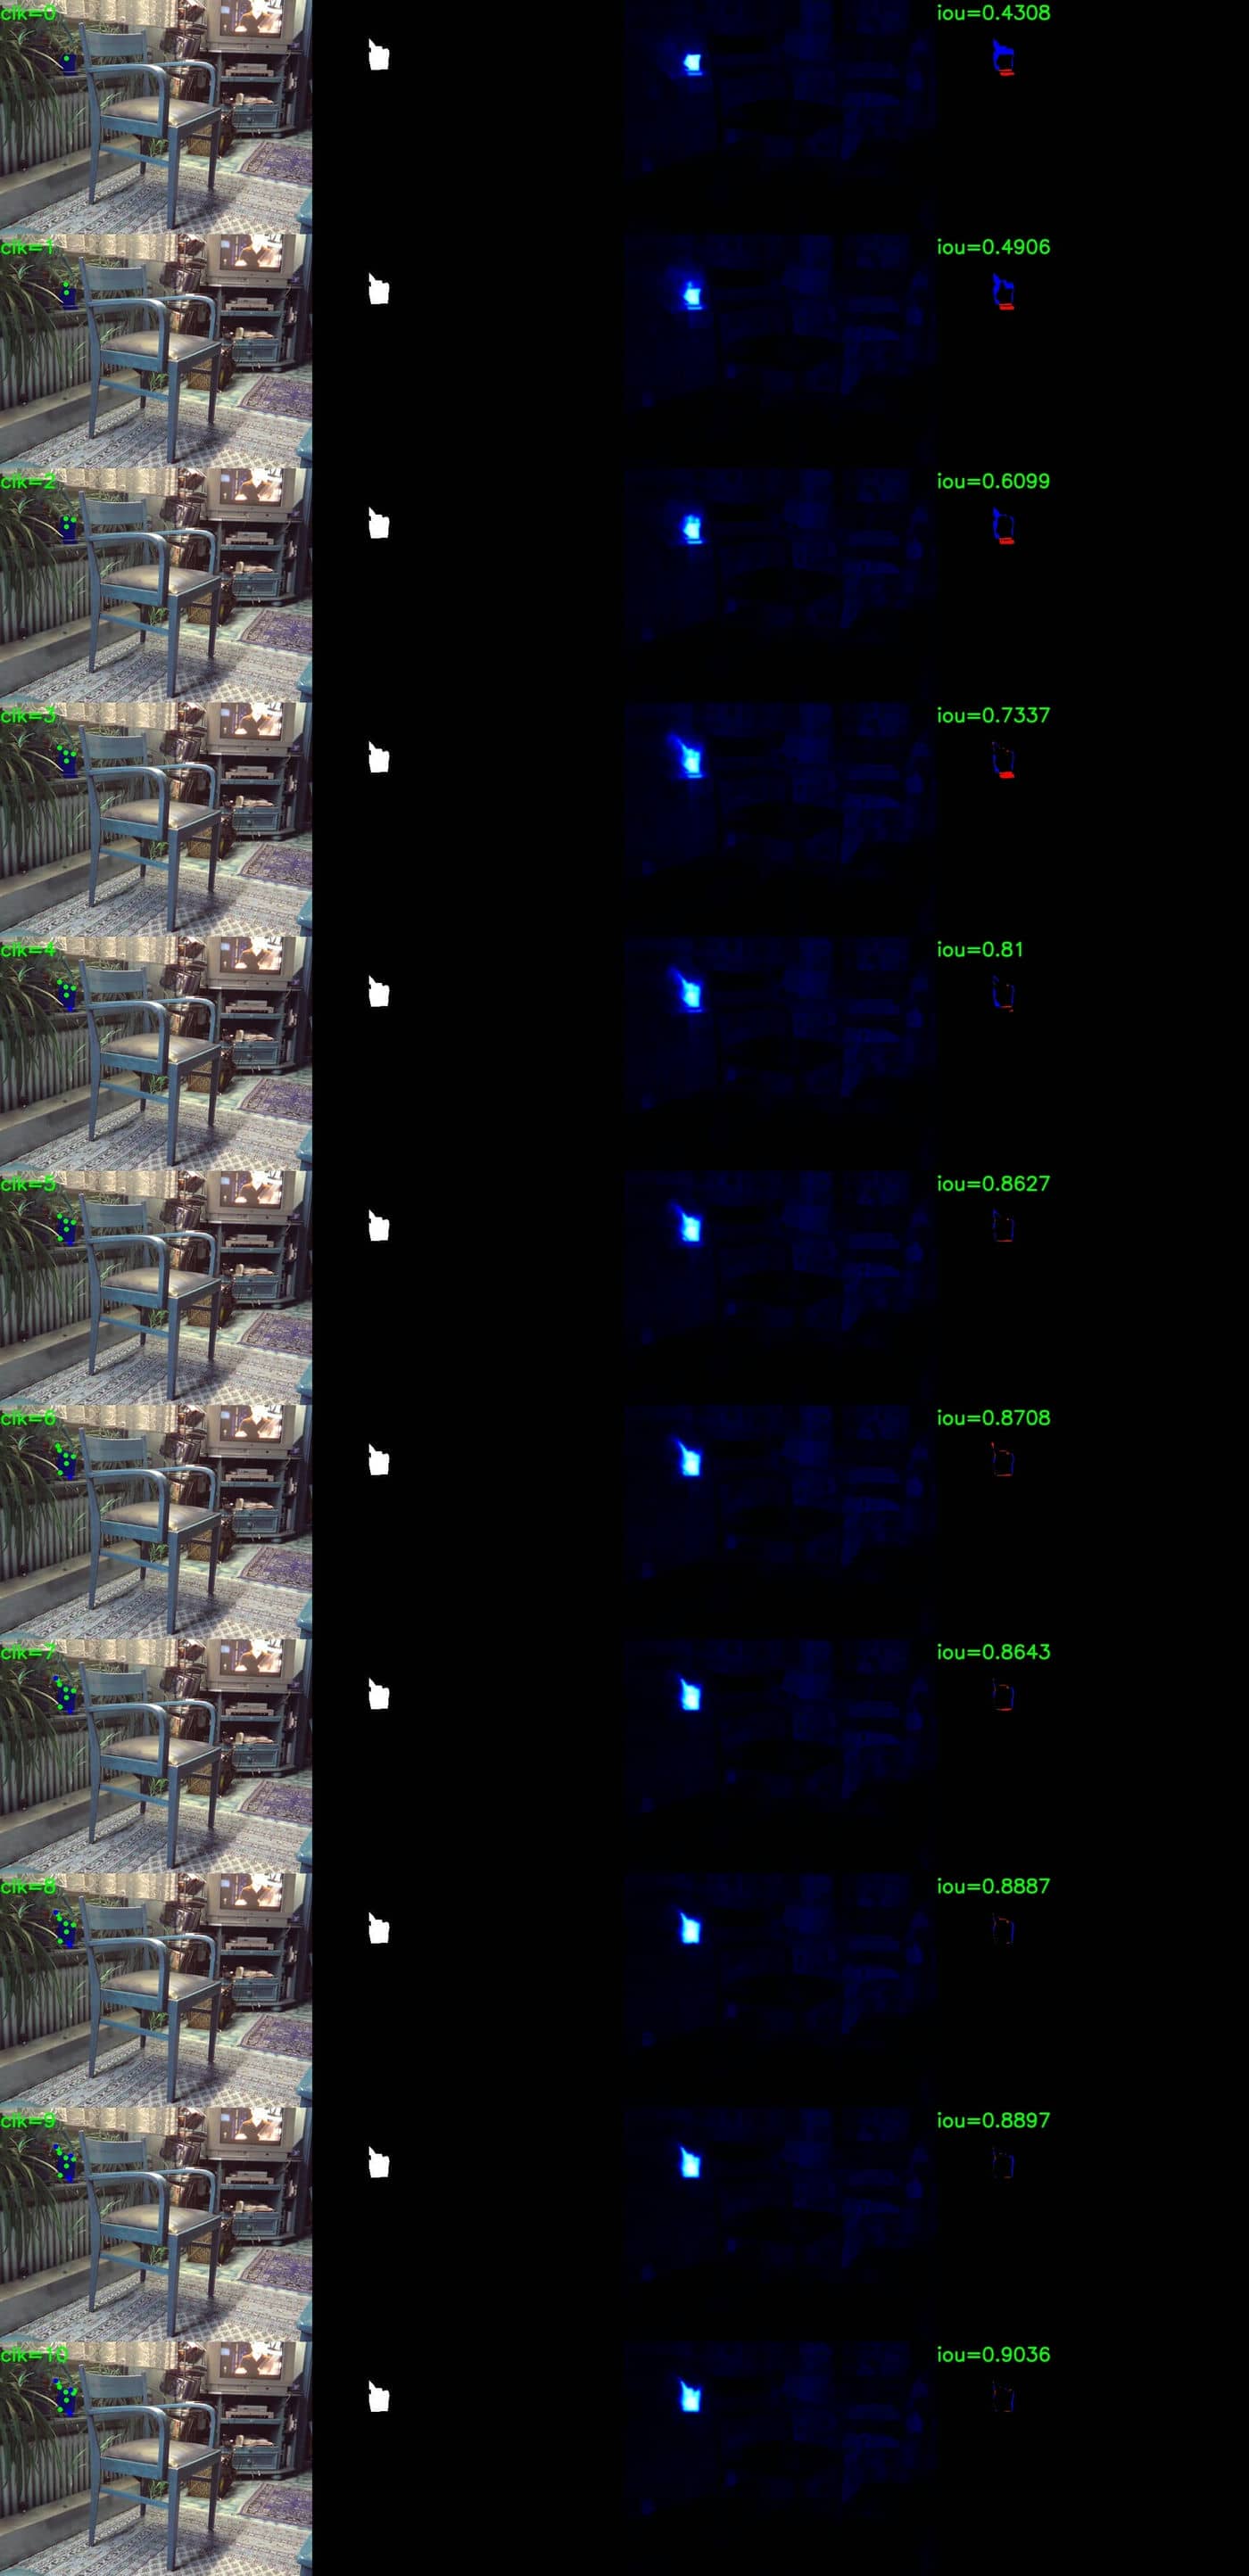 clk=0 iou=0.4308
clk=1 iou=0.4906
clk=2 iou=0.6099
clk=3 iou=0.7337
clk=4 iou=0.81
clk=5 iou=0.8627
clk=6 iou=0.8708
clk=7 iou=0.8643
clk=8 iou=0.8887
clk=9 iou=0.8897
clk=10 iou=0.9036